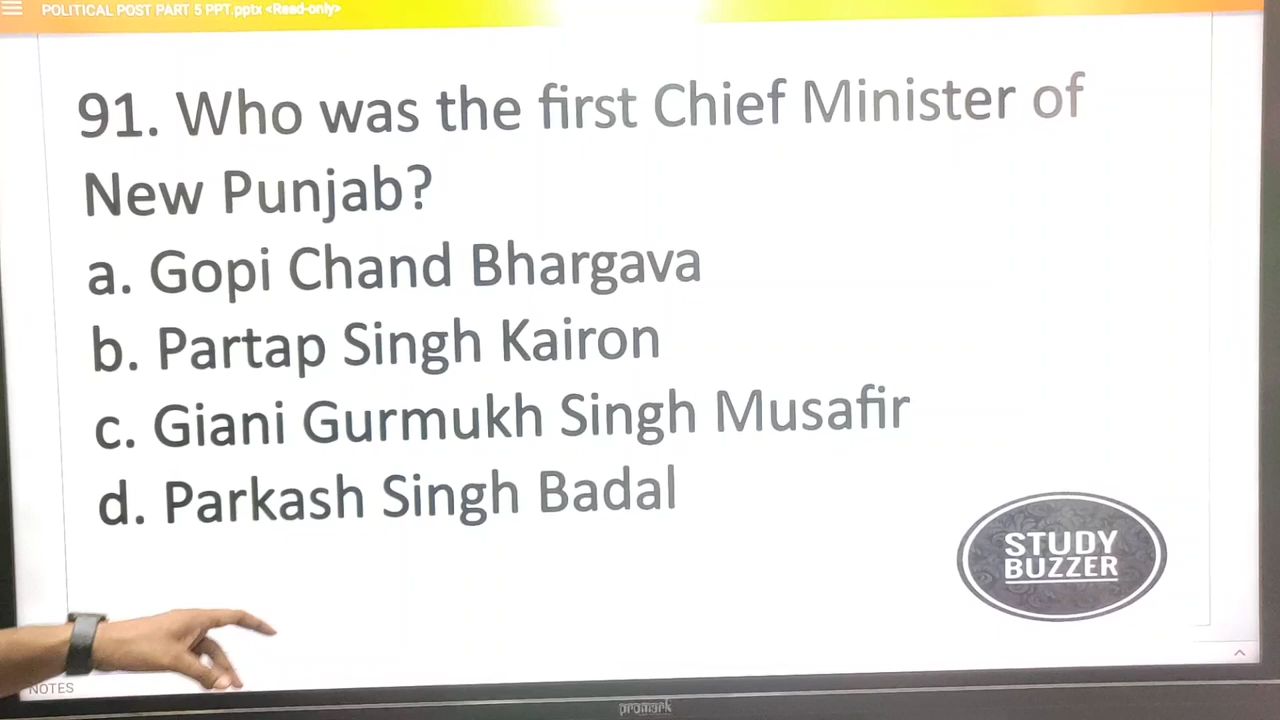 POLITICAL POST PART 5 PPT.pptx <Read-only>
91. Who was the first Chief Minister of
New Punjab?
a. Gopi Chand Bhargava
b. Partap Singh Kairon
c. Giani Gurmukh Singh Musafir
d. Parkash Singh Badal
STUDY
BUZZER
NOTES
promark